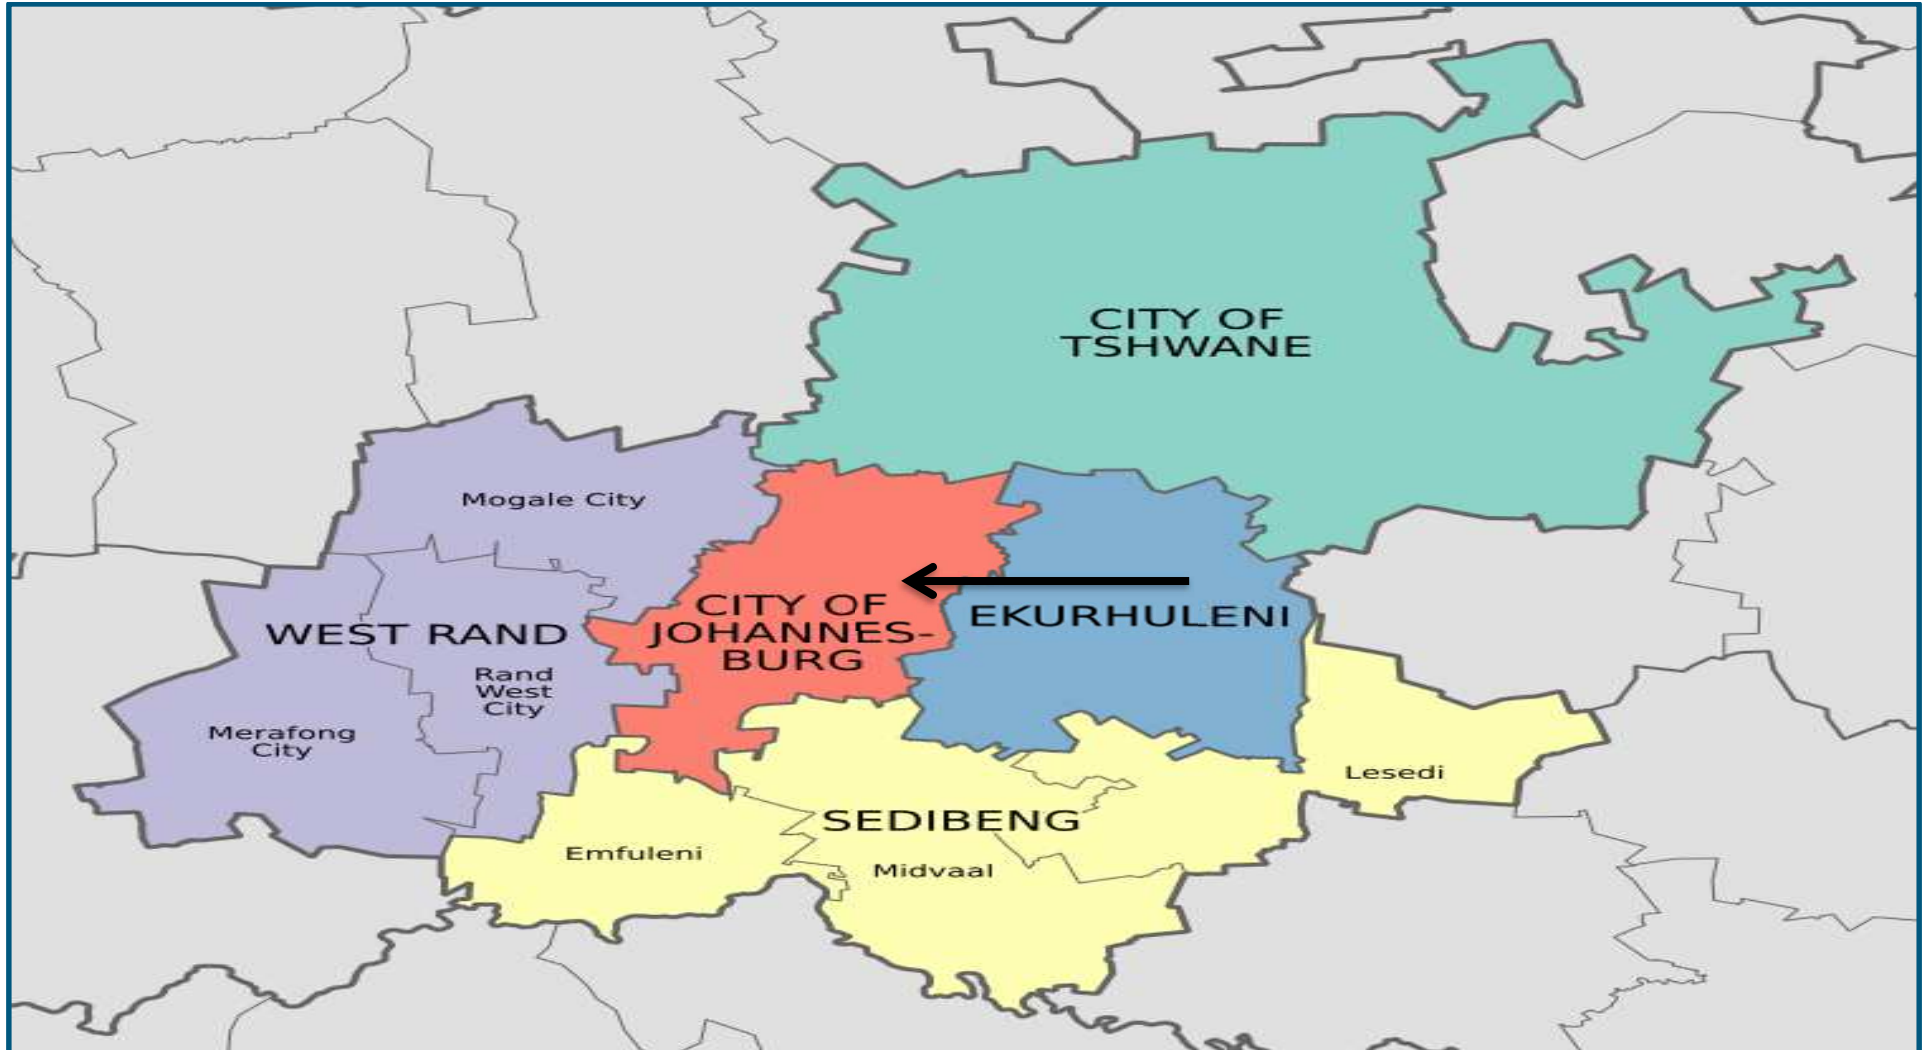 CITY OF
TSHWANE
Mogale City
CITY OF
JOHANNES-
BURG
EKURHULENI
WEST RAND
Rand
West
City
Merafong
City
Lesedi
SEDIBENG
Emfuleni
Midvaal